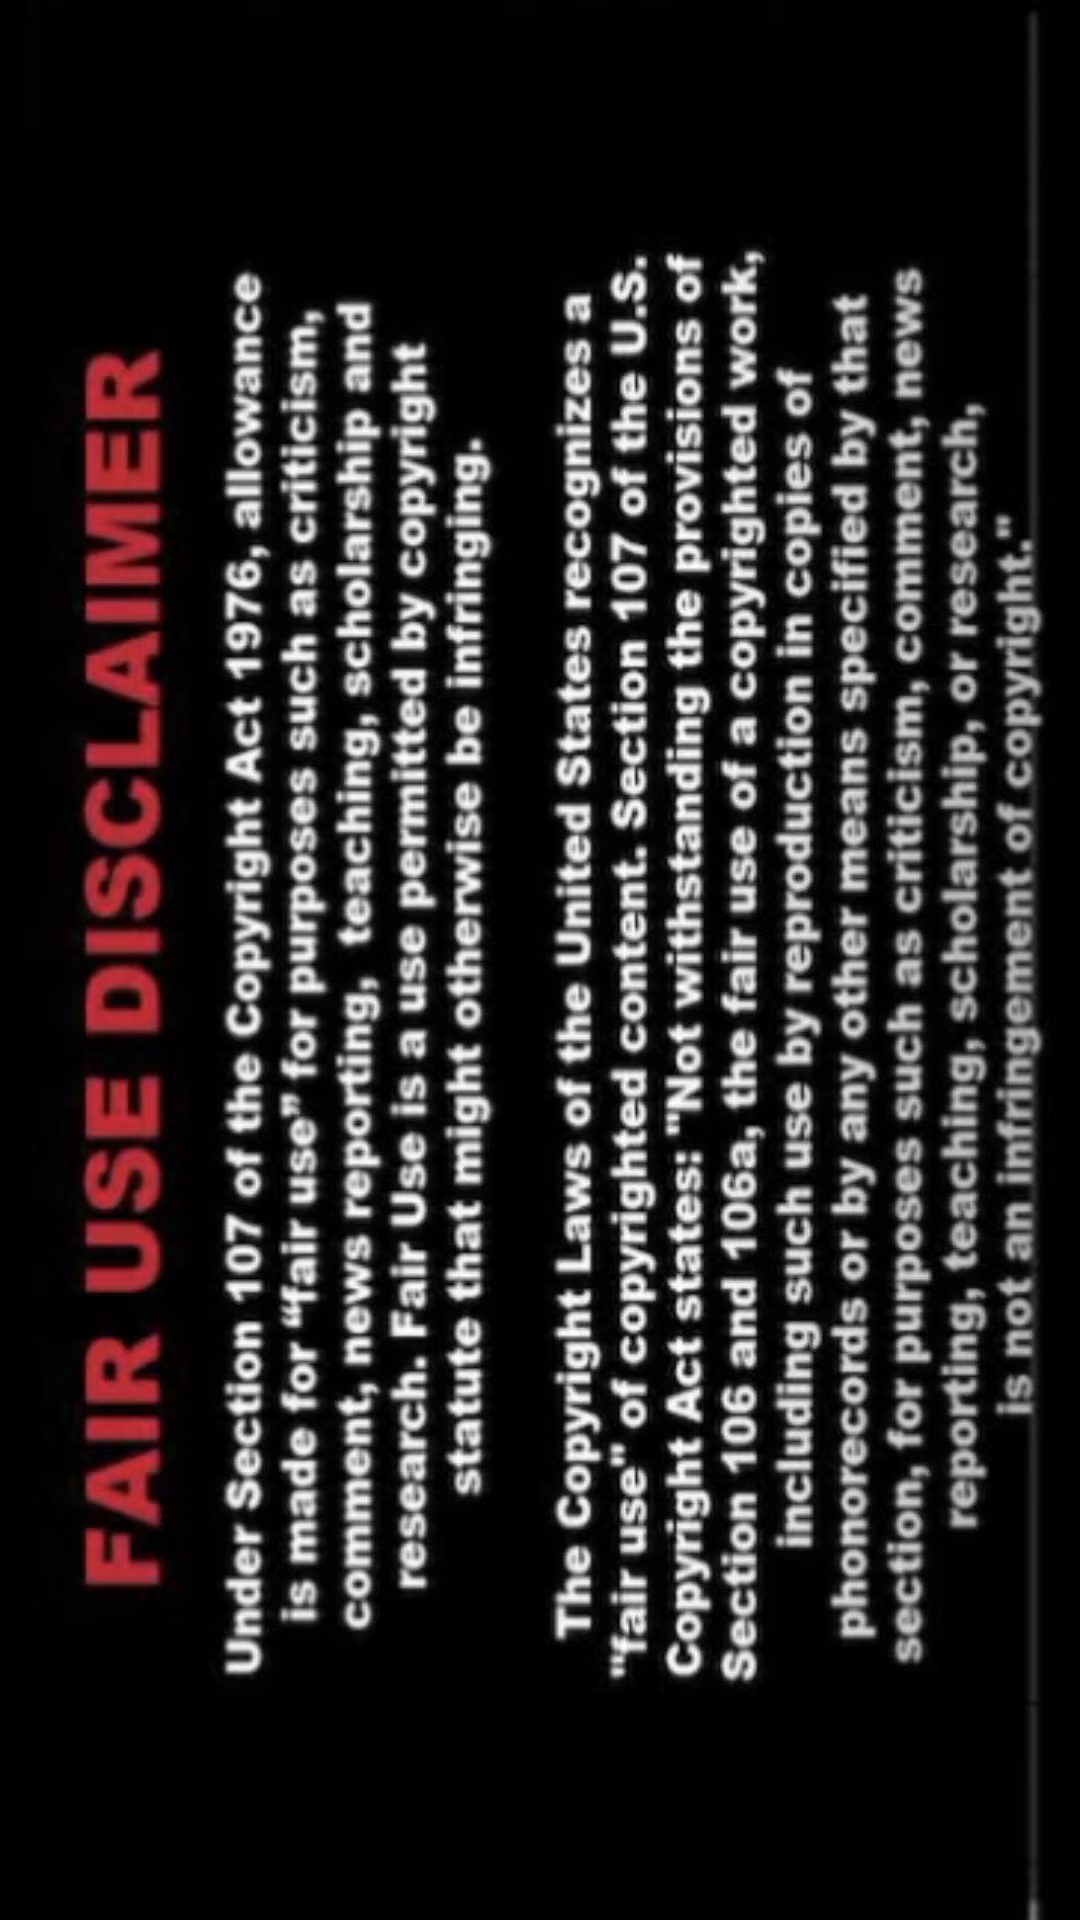 FAIR USE DISCLAIMER
Under Section 107 of the Copyright Act 1976, allowance
is made for “fair use” for purposes such as criticism,
comment, news reporting, teaching, scholarship and
research. Fair Use is a use permitted by copyright
statute that might otherwise be infringing.
The Copyright Laws of the United States recognizes a
"fair use" of copyrighted content. Section 107 of the U.S.
Copyright Act states: "Not withstanding the provisions of
Section 106 and 106a, the fair use of a copyrighted work,
including such use by reproduction in copies of
phonorecords or by any other means specified by that
section, for purposes such as criticism, comment, news
reporting, teaching, scholarship, or research,
is not an infringement of copyright."